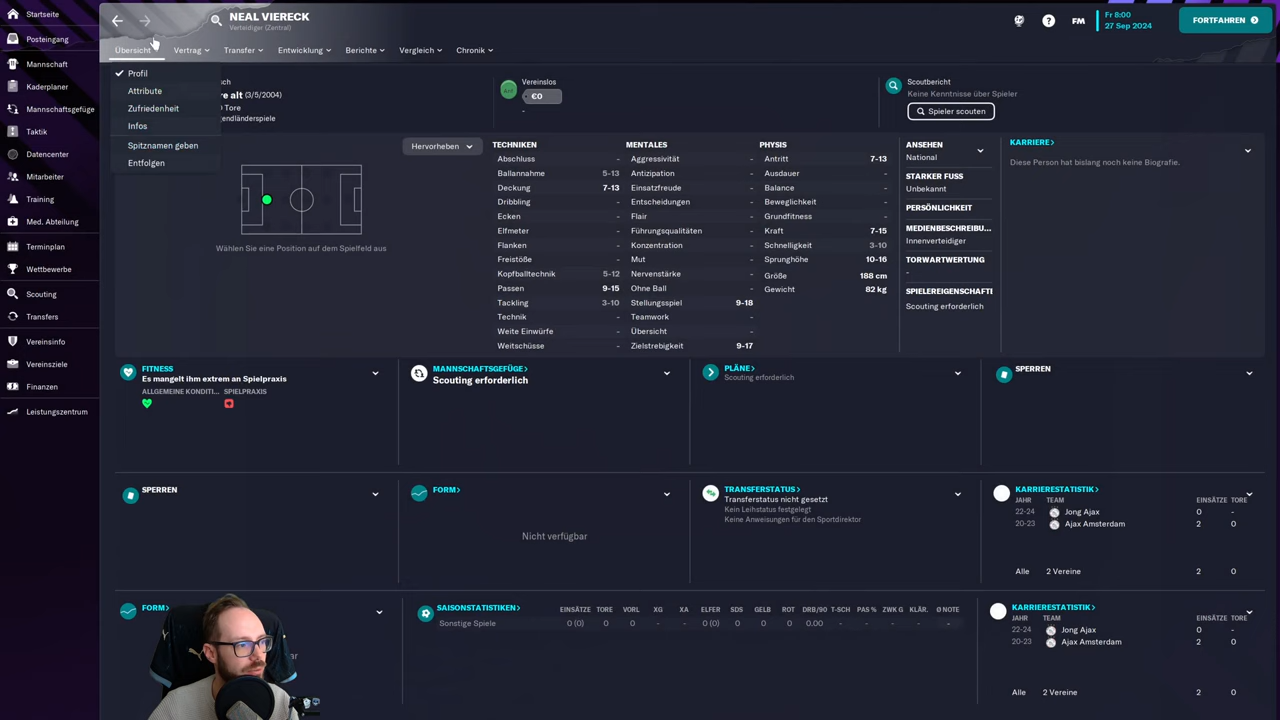 Startseite
Posteingang
Mannschaft
Kaderplaner
Mannschaftsgefüge
Taktik
Datencenter
Mitarbeiter
Training
Med. Abteilung
Terminplan
Wettbewerbe
Scouting
Transfers
Vereinsinfo
Vereinsziele
Finanzen
Leistungszentrum
NEAL VIERECK
Verteidiger (Zentral)
FM
Fr 8:00
27 Sep 2024
FORTFAHREN
Übersicht
Vertrag
Transfer
Entwicklung
Berichte
Vergleich
Chronik
Profil
Attribute
Zufriedenheit
Infos
Spitznamen geben
Entfolgen
sch
re alt (3/5/2004)
0 Tore
gendländerspiele
Vereinslos
€0
-
Scoutbericht
Keine Kenntnisse über Spieler
Spieler scouten
Hervorheben
Wählen Sie eine Position auf dem Spielfeld aus
TECHNIKEN
Abschluss -
Ballannahme 5-13
Deckung 7-13
Dribbling -
Ecken -
Elfmeter -
Flanken -
Freistöße -
Kopfballtechnik 5-12
Passen 9-15
Tackling 3-10
Technik -
Weite Einwürfe -
Weitschüsse -
MENTALES
Aggressivität -
Antizipation -
Einsatzfreude -
Entscheidungen -
Flair -
Führungsqualitäten -
Konzentration -
Mut -
Nervenstärke -
Ohne Ball -
Stellungsspiel 9-18
Teamwork -
Übersicht -
Zielstrebigkeit 9-17
PHYSIS
Antritt 7-13
Ausdauer -
Balance -
Beweglichkeit -
Grundfitness -
Kraft 7-15
Schnelligkeit 3-10
Sprunghöhe 10-16
Größe 188 cm
Gewicht 82 kg
ANSEHEN
National
STARKER FUSS
Unbekannt
PERSÖNLICHKEIT
MEDIENBESCHREIBU...
Innenverteidiger
TORWARTWERTUNG
-
SPIELEREIGENSCHAFTE
Scouting erforderlich
KARRIERE
Diese Person hat bislang noch keine Biografie.
FITNESS
Es mangelt ihm extrem an Spielpraxis
ALLGEMEINE KONDITI... SPIELPRAXIS
MANNSCHAFTSGEFÜGE
Scouting erforderlich
PLÄNE
Scouting erforderlich
SPERREN
SPERREN
FORM
Nicht verfügbar
TRANSFERSTATUS
Transferstatus nicht gesetzt
Kein Leihstatus festgelegt
Keine Anweisungen für den Sportdirektor
KARRIERESTATISTIK
JAHR TEAM EINSÄTZE TORE
22-24 Jong Ajax 0 -
20-23 Ajax Amsterdam 2 0
Alle 2 Vereine 2 0
FORM
SAISONSTATISTIKEN
EINSÄTZE TORE VORL XG XA ELFER SDS GELB ROT DRB/90 T-SCH PAS % ZWK G KLÄR. Ø NOTE
Sonstige Spiele 0 (0) 0 0 - - 0 (0) 0 0 0 0.00 - - - - -
KARRIERESTATISTIK
JAHR TEAM EINSÄTZE TORE
22-24 Jong Ajax 0 -
20-23 Ajax Amsterdam 2 0
Alle 2 Vereine 2 0